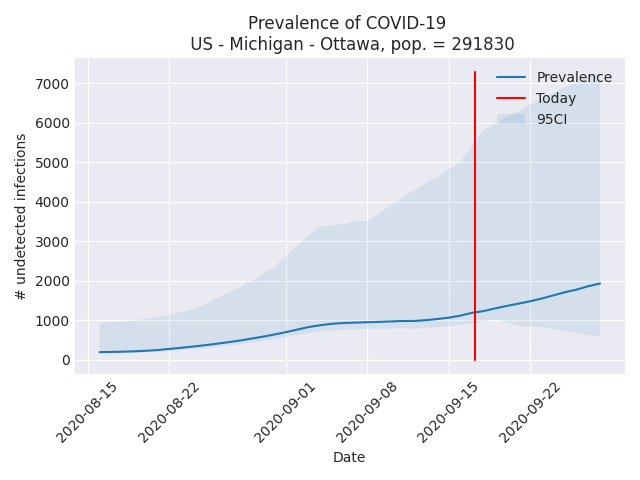 Prevalence of COVID-19
US - Michigan - Ottawa, pop. = 291830
Prevalence
Today
95CI
7000
6000
5000
4000
3000
2000
1000
0
# undetected infections
2020-08-15
2020-08-22
2020-09-01
2020-09-08
2020-09-15
2020-09-22
Date